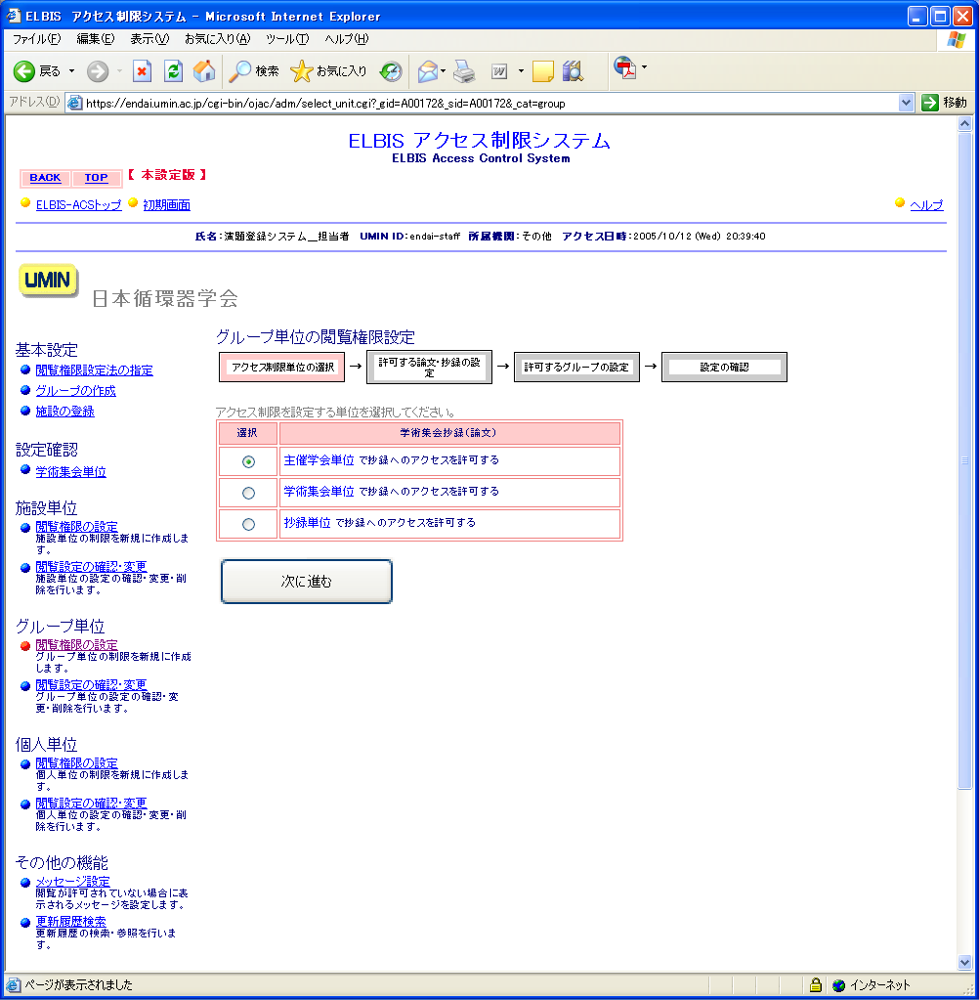 ELBIS アクセス制限システム - Microsoft Internet Explorer
ファイル(F) 編集(E) 表示(V) お気に入り(A) ツール(T) ヘルプ(H)
戻る 検索 お気に入り
アドレス(D) https://endai.umin.ac.jp/cgi-bin/ojac/adm/select_unit.cgi?_gid=A00172&_sid=A00172&_cat=group 移動
ELBIS アクセス制限システム
ELBIS Access Control System
BACK TOP 【 本設定版 】
ELBIS-ACSトップ 初期画面 ヘルプ
氏名:演題登録システム__担当者 UMIN ID:endai-staff 所属機関:その他 アクセス日時:2005/10/12 (Wed) 20:39:40
UMIN 日本循環器学会
基本設定
閲覧権限設定法の指定
グループの作成
施設の登録
設定確認
学術集会単位
施設単位
閲覧権限の設定
施設単位の制限を新規に作成しま
す。
閲覧設定の確認・変更
施設単位の設定の確認・変更・削
除を行います。
グループ単位
閲覧権限の設定
グループ単位の制限を新規に作成
します。
閲覧設定の確認・変更
グループ単位の設定の確認・変
更・削除を行います。
個人単位
閲覧権限の設定
個人単位の制限を新規に作成しま
す。
閲覧設定の確認・変更
個人単位の設定の確認・変更・削
除を行います。
その他の機能
メッセージ設定
閲覧が許可されていない場合に表
示されるメッセージを設定します。
更新履歴検索
更新履歴の検索・参照を行いま
す。
グループ単位の閲覧権限設定
アクセス制限単位の選択 → 許可する論文・抄録の設定 → 許可するグループの設定 → 設定の確認
アクセス制限を設定する単位を選択してください。
選択 学術集会抄録(論文)
主催学会単位 で抄録へのアクセスを許可する
学術集会単位 で抄録へのアクセスを許可する
抄録単位 で抄録へのアクセスを許可する
次に進む
ページが表示されました インターネット